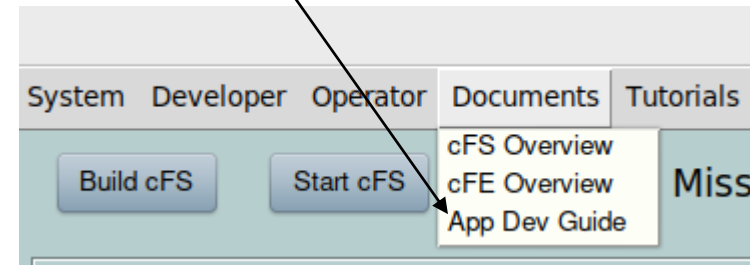 System Developer Operator Documents Tutorials
cFS Overview
Build cFS Start cFS cFE Overview Miss
App Dev Guide